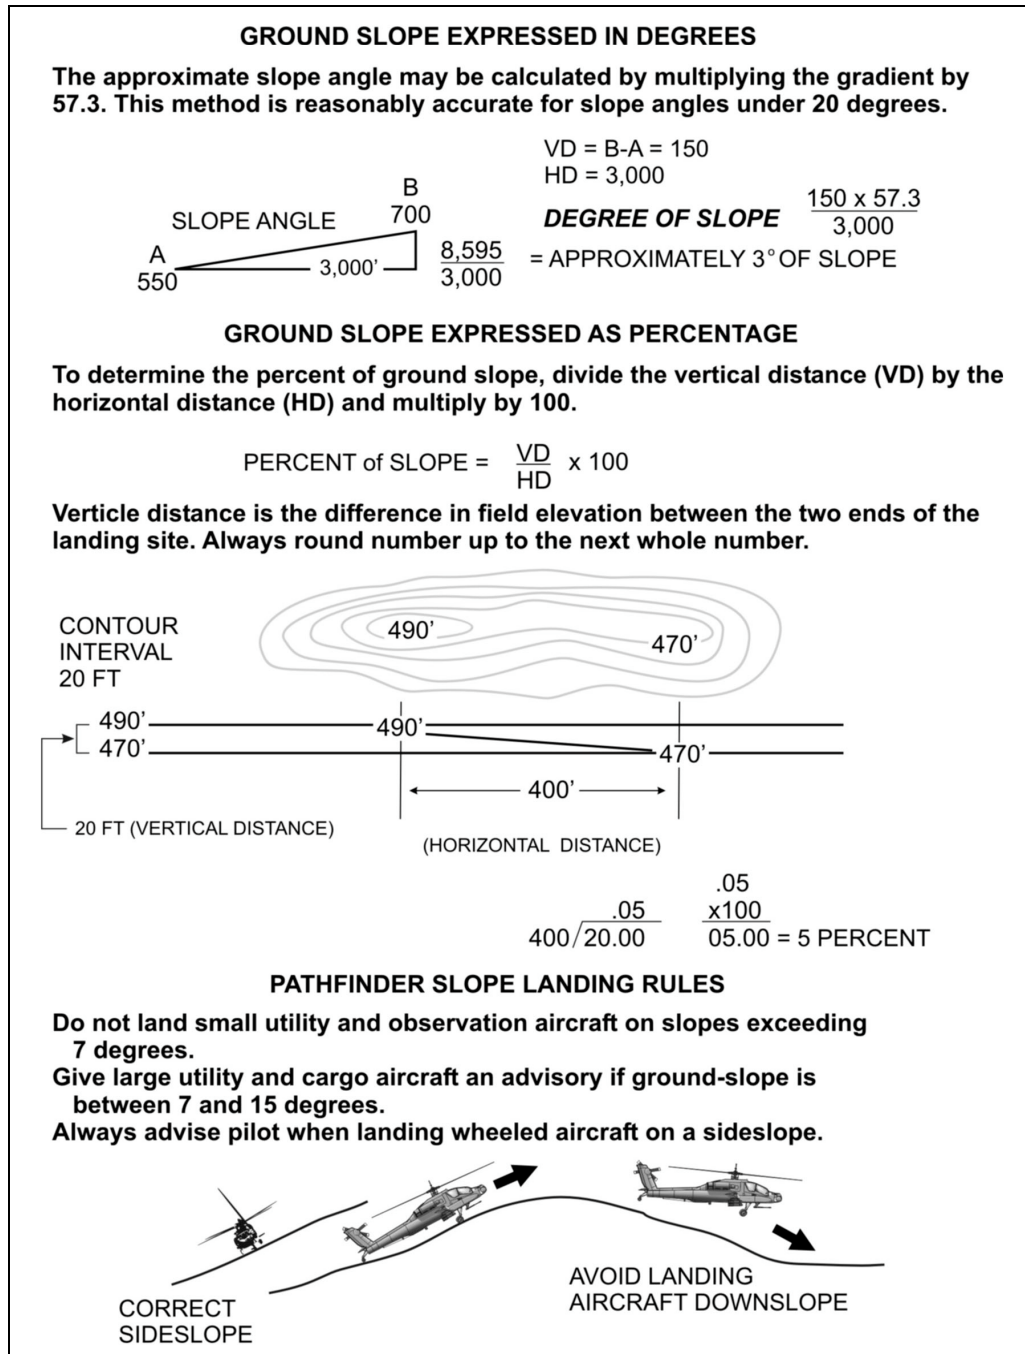 GROUND SLOPE EXPRESSED IN DEGREES
The approximate slope angle may be calculated by multiplying the gradient by
57.3. This method is reasonably accurate for slope angles under 20 degrees.
VD = B-A = 150
HD = 3,000
B
700
SLOPE ANGLE
A
550
3,000’
DEGREE OF SLOPE
150 x 57.3
3,000
8,595
3,000
= APPROXIMATELY 3° OF SLOPE
GROUND SLOPE EXPRESSED AS PERCENTAGE
To determine the percent of ground slope, divide the vertical distance (VD) by the
horizontal distance (HD) and multiply by 100.
PERCENT of SLOPE = VD x 100
HD
Verticle distance is the difference in field elevation between the two ends of the
landing site. Always round number up to the next whole number.
CONTOUR
INTERVAL
20 FT
490’
470’
490’
470’
490’
470’
400’
20 FT (VERTICAL DISTANCE)
(HORIZONTAL DISTANCE)
.05
400/20.00
.05
x100
05.00 = 5 PERCENT
PATHFINDER SLOPE LANDING RULES
Do not land small utility and observation aircraft on slopes exceeding
7 degrees.
Give large utility and cargo aircraft an advisory if ground-slope is
between 7 and 15 degrees.
Always advise pilot when landing wheeled aircraft on a sideslope.
CORRECT
SIDESLOPE
AVOID LANDING
AIRCRAFT DOWNSLOPE